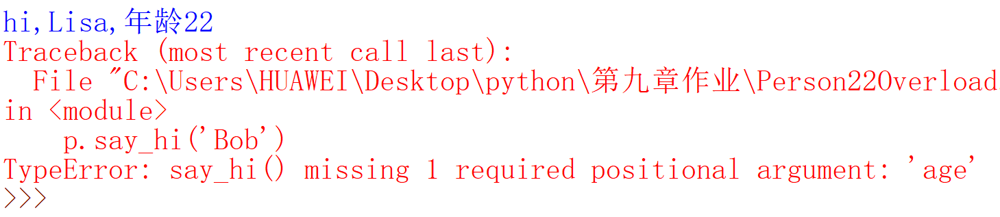 hi,Lisa,年龄22
Traceback (most recent call last):
  File "C:\Users\HUAWEI\Desktop\python\第九章作业\Person22Overload
in <module>
    p.say_hi('Bob')
TypeError: say_hi() missing 1 required positional argument: 'age'
>>>